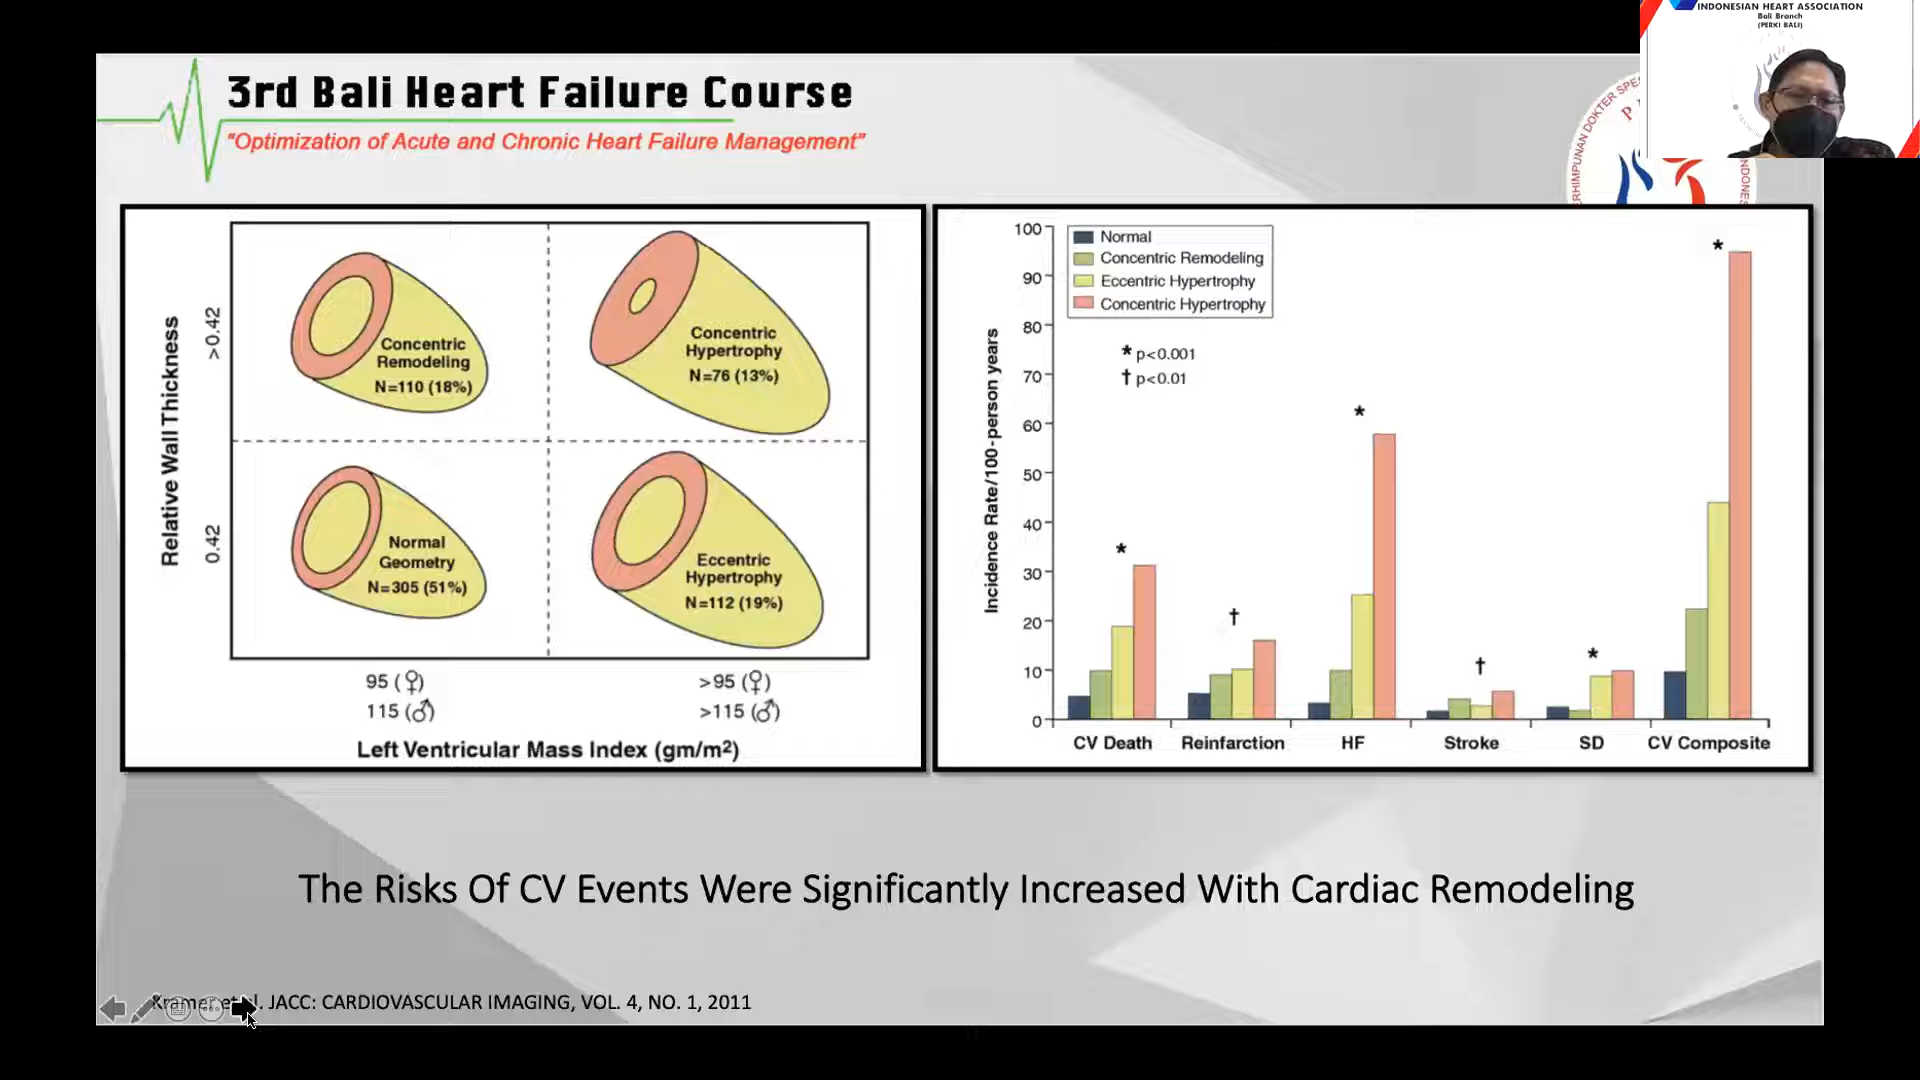 INDONESIAN HEART ASSOCIATION
Bali Branch
(PERKI BALI)
3rd Bali Heart Failure Course
"Optimization of Acute and Chronic Heart Failure Management"
Relative Wall Thickness
>0.42
0.42
Concentric
Remodeling
N=110 (18%)
Concentric
Hypertrophy
N=76 (13%)
Normal
Geometry
N=305 (51%)
Eccentric
Hypertrophy
N=112 (19%)
95 (♀)
115 (♂)
>95 (♀)
>115 (♂)
Left Ventricular Mass Index (gm/m²)
Incidence Rate/100-person years
100
90
80
70
60
50
40
30
20
10
0
Normal
Concentric Remodeling
Eccentric Hypertrophy
Concentric Hypertrophy
* p<0.001
† p<0.01
*
†
*
†
*
*
CV Death
Reinfarction
HF
Stroke
SD
CV Composite
The Risks Of CV Events Were Significantly Increased With Cardiac Remodeling
Kramer et al. JACC: CARDIOVASCULAR IMAGING, VOL. 4, NO. 1, 2011